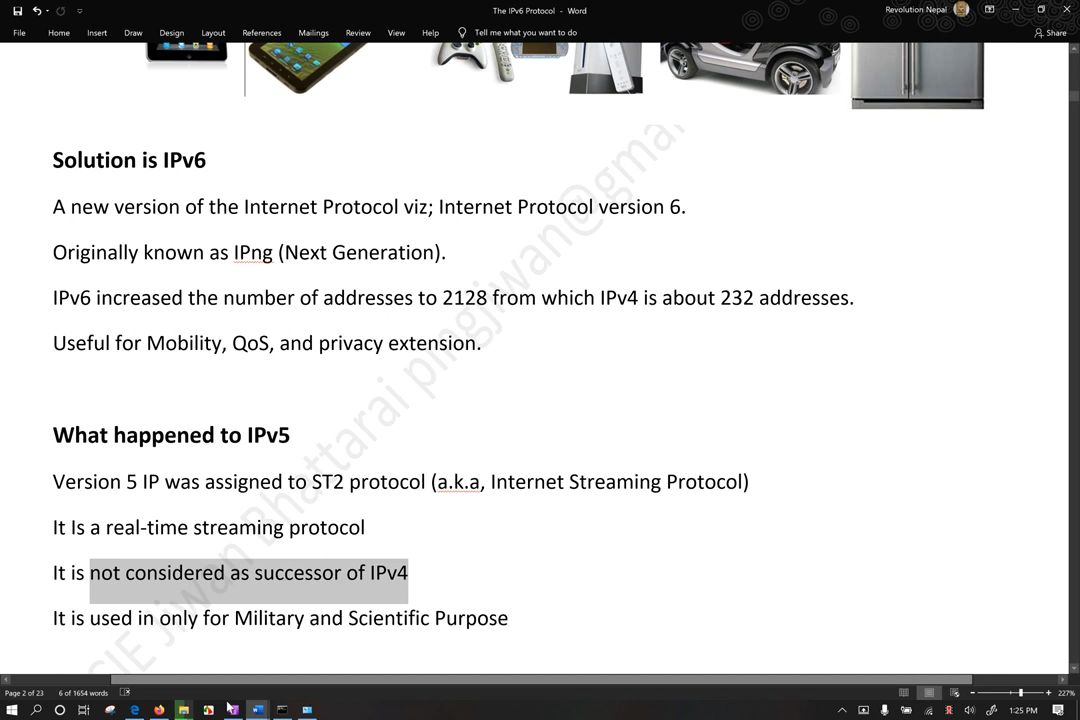 The IPv6 Protocol - Word
Revolution Nepal
File Home Insert Draw Design Layout References Mailings Review View Help Tell me what you want to do Share
Solution is IPv6
A new version of the Internet Protocol viz; Internet Protocol version 6.
Originally known as IPng (Next Generation).
IPv6 increased the number of addresses to 2128 from which IPv4 is about 232 addresses.
Useful for Mobility, QoS, and privacy extension.
What happened to IPv5
Version 5 IP was assigned to ST2 protocol (a.k.a, Internet Streaming Protocol)
It Is a real-time streaming protocol
It is not considered as successor of IPv4
It is used in only for Military and Scientific Purpose
CIE Jiwan Bhattarai pingjiwan@gmai
Page 2 of 23 6 of 1654 words 227%
1:25 PM